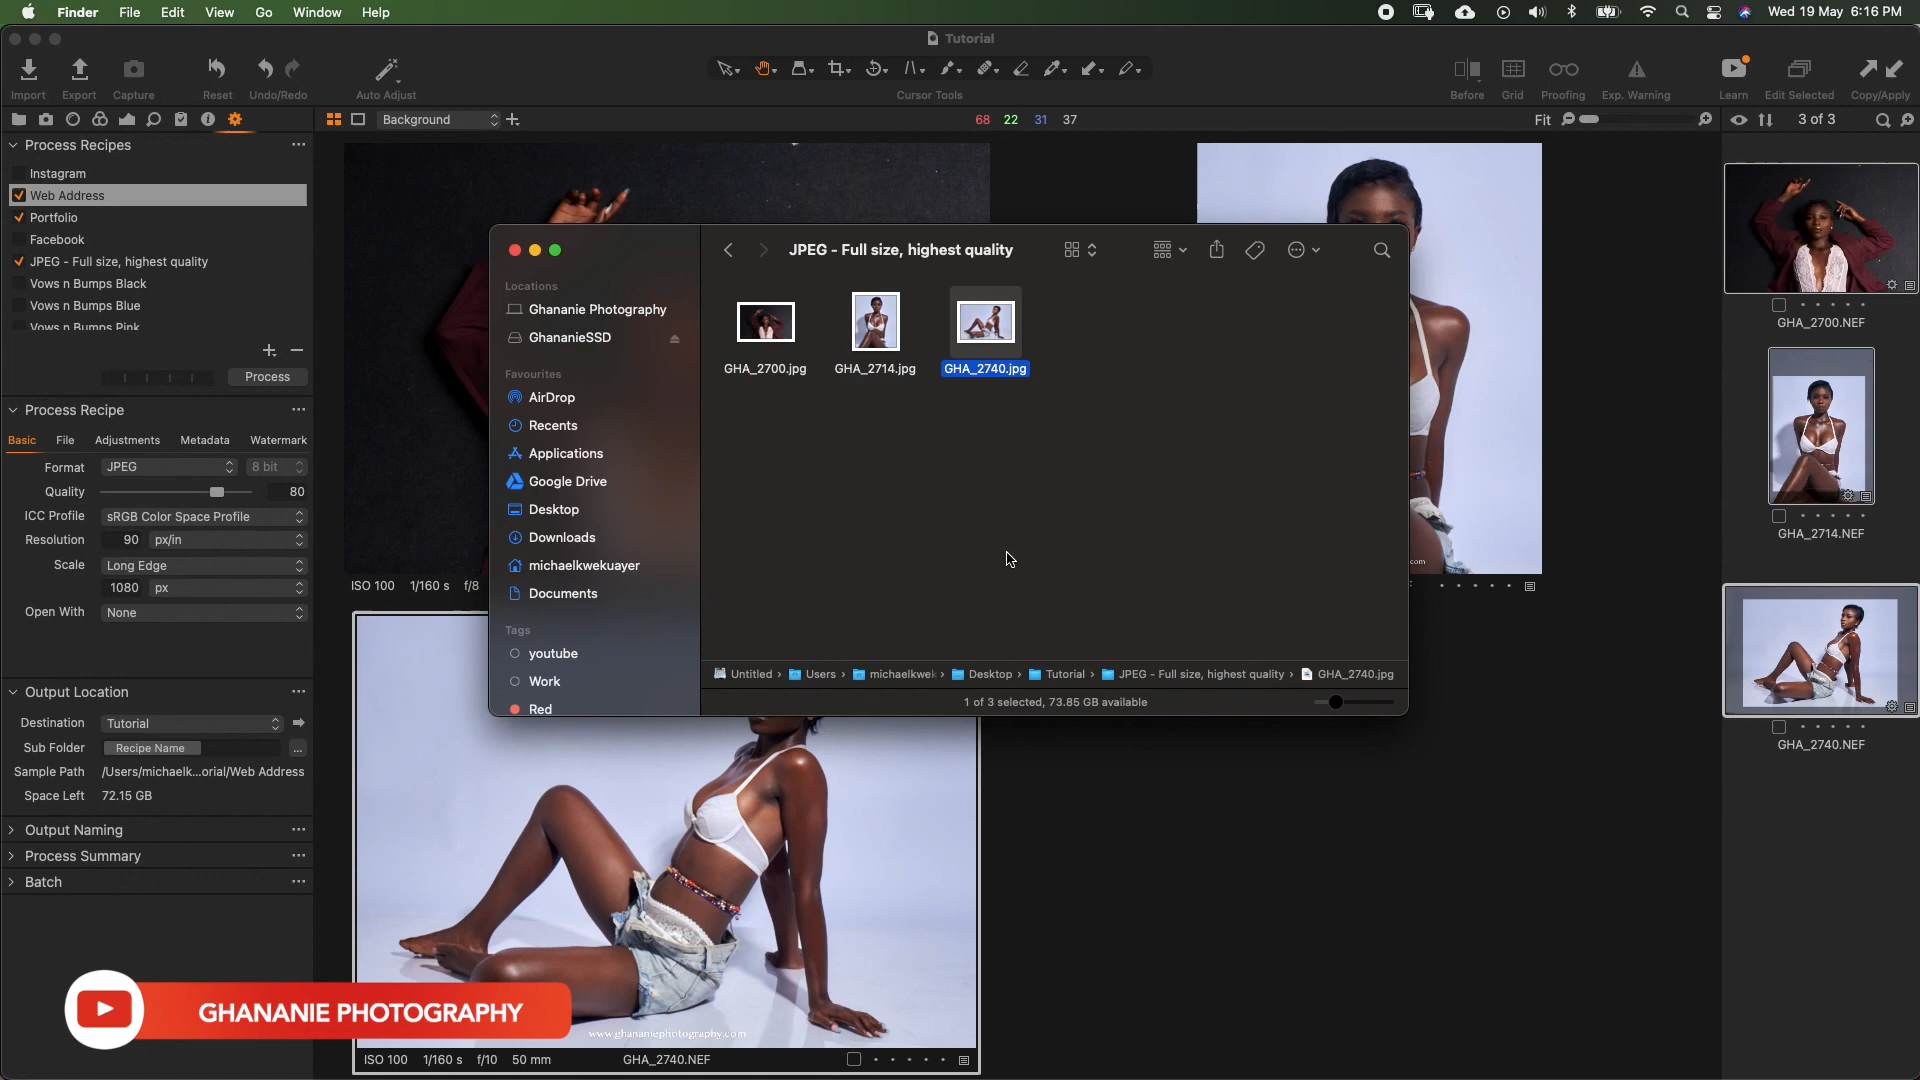 Finder File Edit View Go Window Help
Wed 19 May 6:16 PM
Tutorial
Import Export Capture Reset Undo/Redo Auto Adjust
Cursor Tools
Before Grid Proofing Exp. Warning Learn Edit Selected Copy/Apply
Background
68 22 31 37
Fit
3 of 3
Process Recipes
Instagram
Web Address
Portfolio
Facebook
JPEG - Full size, highest quality
Vows n Bumps Black
Vows n Bumps Blue
Vows n Bumps Pink
Process
Process Recipe
Basic File Adjustments Metadata Watermark
Format JPEG 8 bit
Quality 80
ICC Profile sRGB Color Space Profile
Resolution 90 px/in
Scale Long Edge
1080 px
Open With None
Output Location
Destination Tutorial
Sub Folder Recipe Name ...
Sample Path /Users/michaelk...orial/Web Address
Space Left 72.15 GB
Output Naming
Process Summary
Batch
JPEG - Full size, highest quality
Locations
Ghananie Photography
GhananieSSD
Favourites
AirDrop
Recents
Applications
Google Drive
Desktop
Downloads
michaelkwekuayer
Documents
Tags
youtube
Work
Red
GHA_2700.jpg
GHA_2714.jpg
GHA_2740.jpg
Untitled › Users › michaelkwek › Desktop › Tutorial › JPEG - Full size, highest quality › GHA_2740.jpg
1 of 3 selected, 73.85 GB available
ISO 100 1/160 s f/8
com
GHA_2700.NEF
GHA_2714.NEF
GHA_2740.NEF
www.ghananiephotography.com
ISO 100 1/160 s f/10 50 mm GHA_2740.NEF
GHANANIE PHOTOGRAPHY